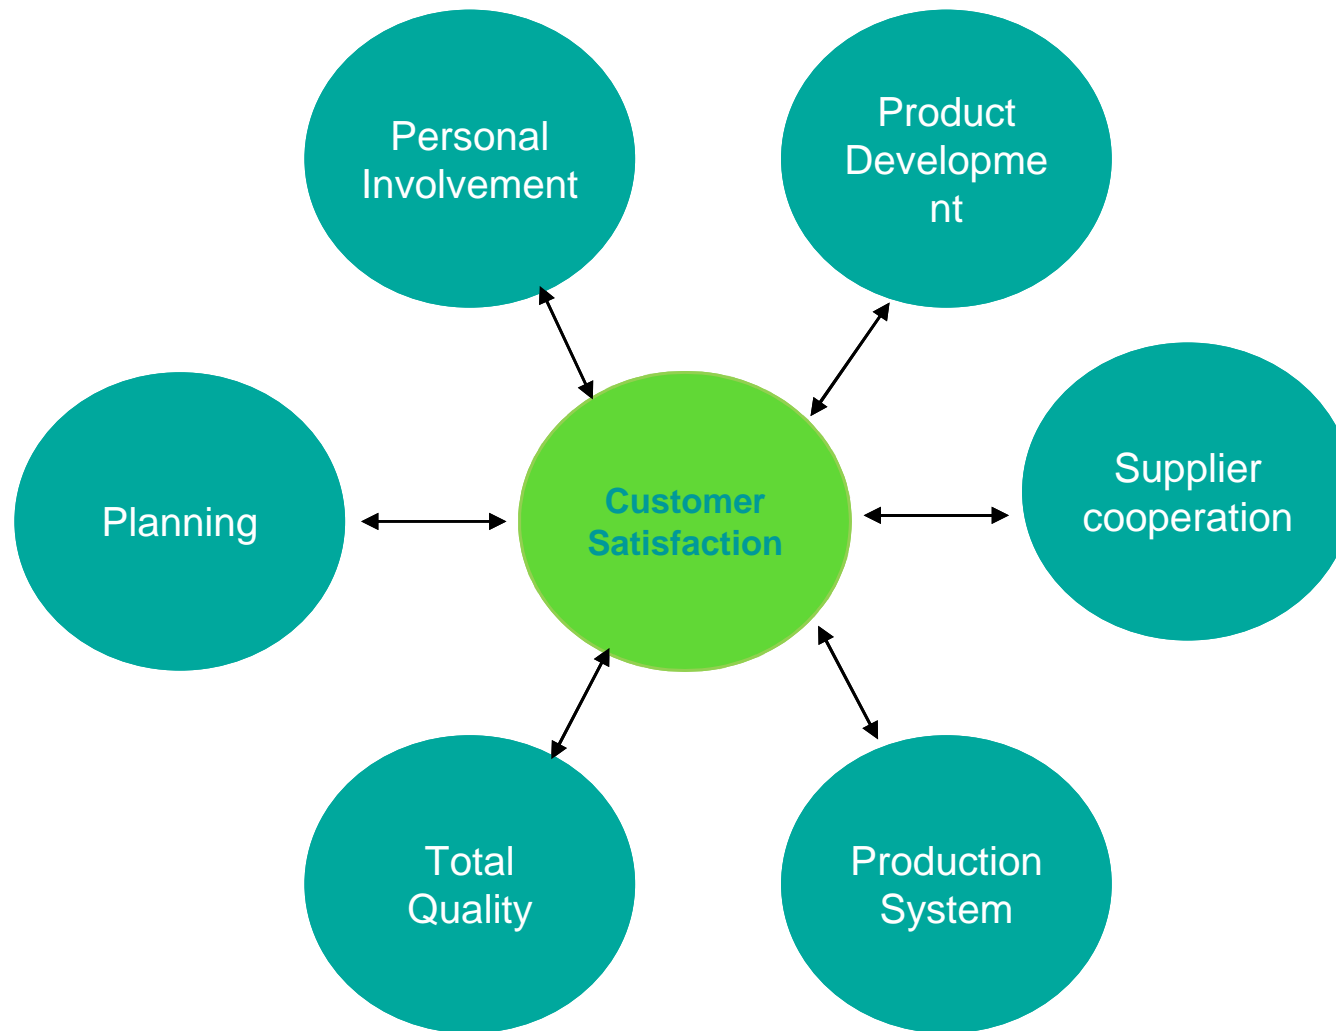 Personal
Involvement
Product
Developme
nt
Planning
Customer
Satisfaction
Supplier
cooperation
Total
Quality
Production
System